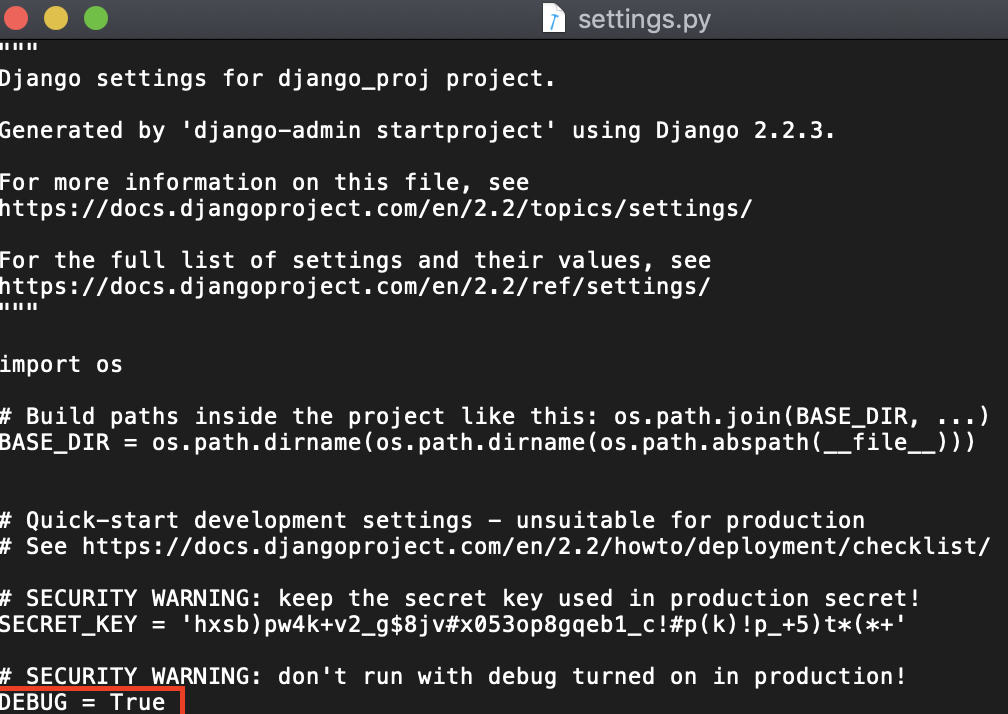 settings.py
"""
Django settings for django_proj project.
Generated by 'django-admin startproject' using Django 2.2.3.
For more information on this file, see
https://docs.djangoproject.com/en/2.2/topics/settings/
For the full list of settings and their values, see
https://docs.djangoproject.com/en/2.2/ref/settings/
"""
import os
# Build paths inside the project like this: os.path.join(BASE_DIR, ...)
BASE_DIR = os.path.dirname(os.path.dirname(os.path.abspath(__file__)))
# Quick-start development settings - unsuitable for production
# See https://docs.djangoproject.com/en/2.2/howto/deployment/checklist/
# SECURITY WARNING: keep the secret key used in production secret!
SECRET_KEY = 'hxsb)pw4k+v2_g$8jv#x053op8gqeb1_c!#p(k)!p_+5)t*(*+'
# SECURITY WARNING: don't run with debug turned on in production!
DEBUG = True